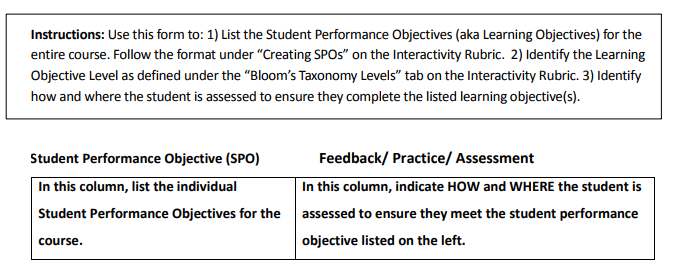 Instructions: Use this form to: 1) List the Student Performance Objectives (aka Learning Objectives) for the
entire course. Follow the format under “Creating SPOs” on the Interactivity Rubric.  2) Identify the Learning
Objective Level as defined under the “Bloom’s Taxonomy Levels” tab on the Interactivity Rubric. 3) Identify
how and where the student is assessed to ensure they complete the listed learning objective(s).
Student Performance Objective (SPO)
Feedback/ Practice/ Assessment
In this column, list the individual
Student Performance Objectives for the
course.
In this column, indicate HOW and WHERE the student is
assessed to ensure they meet the student performance
objective listed on the left.